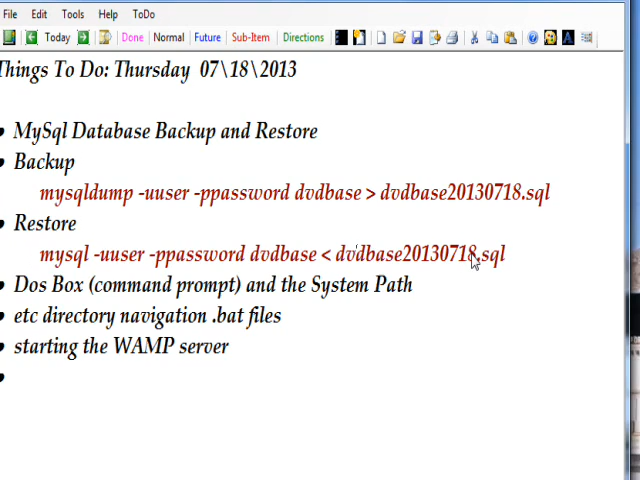 File Edit Tools Help ToDo
Today Done Normal Future Sub-Item Directions
Things To Do: Thursday 07\18\2013
• MySql Database Backup and Restore
• Backup
mysqldump -uuser -ppassword dvdbase > dvdbase20130718.sql
• Restore
mysql -uuser -ppassword dvdbase < dvdbase20130718.sql
• Dos Box (command prompt) and the System Path
• etc directory navigation .bat files
• starting the WAMP server
•